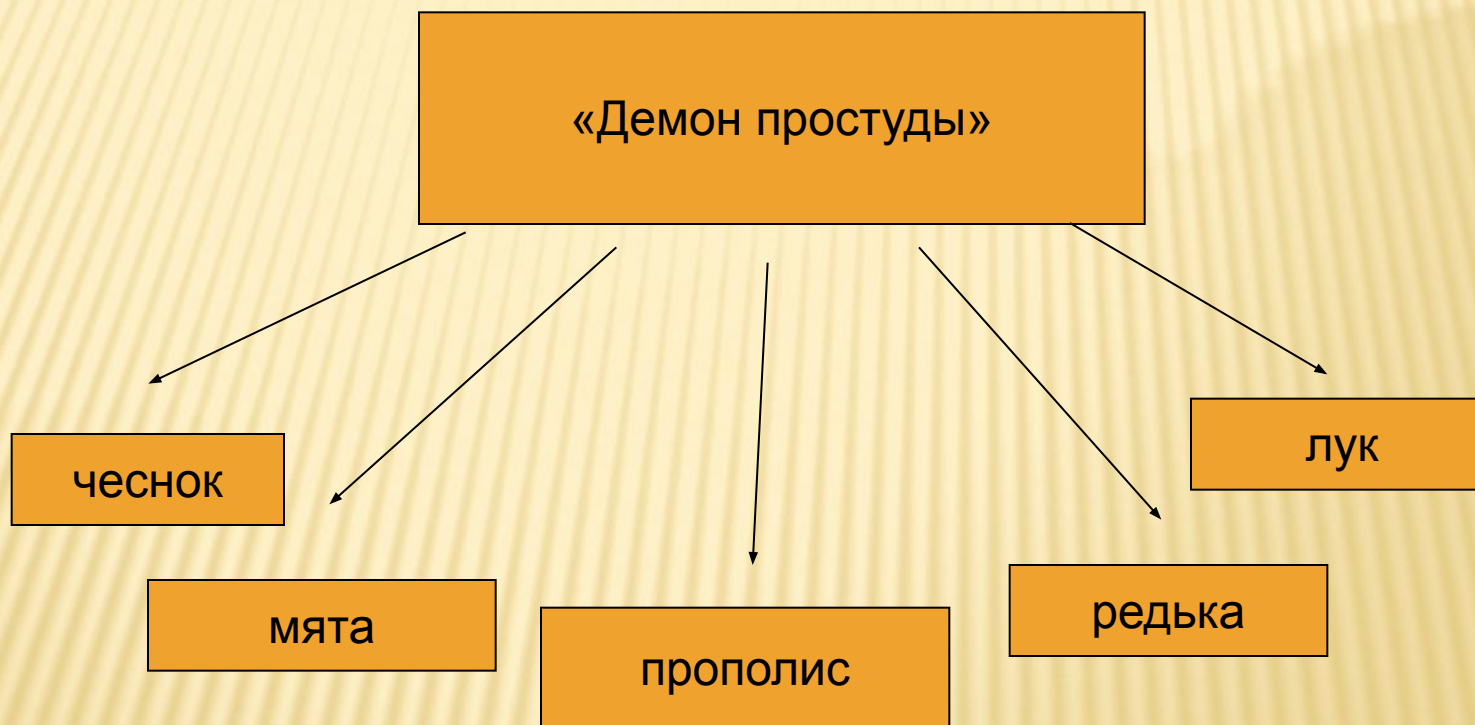 «Демон простуды»
чеснок
мята
прополис
редька
лук